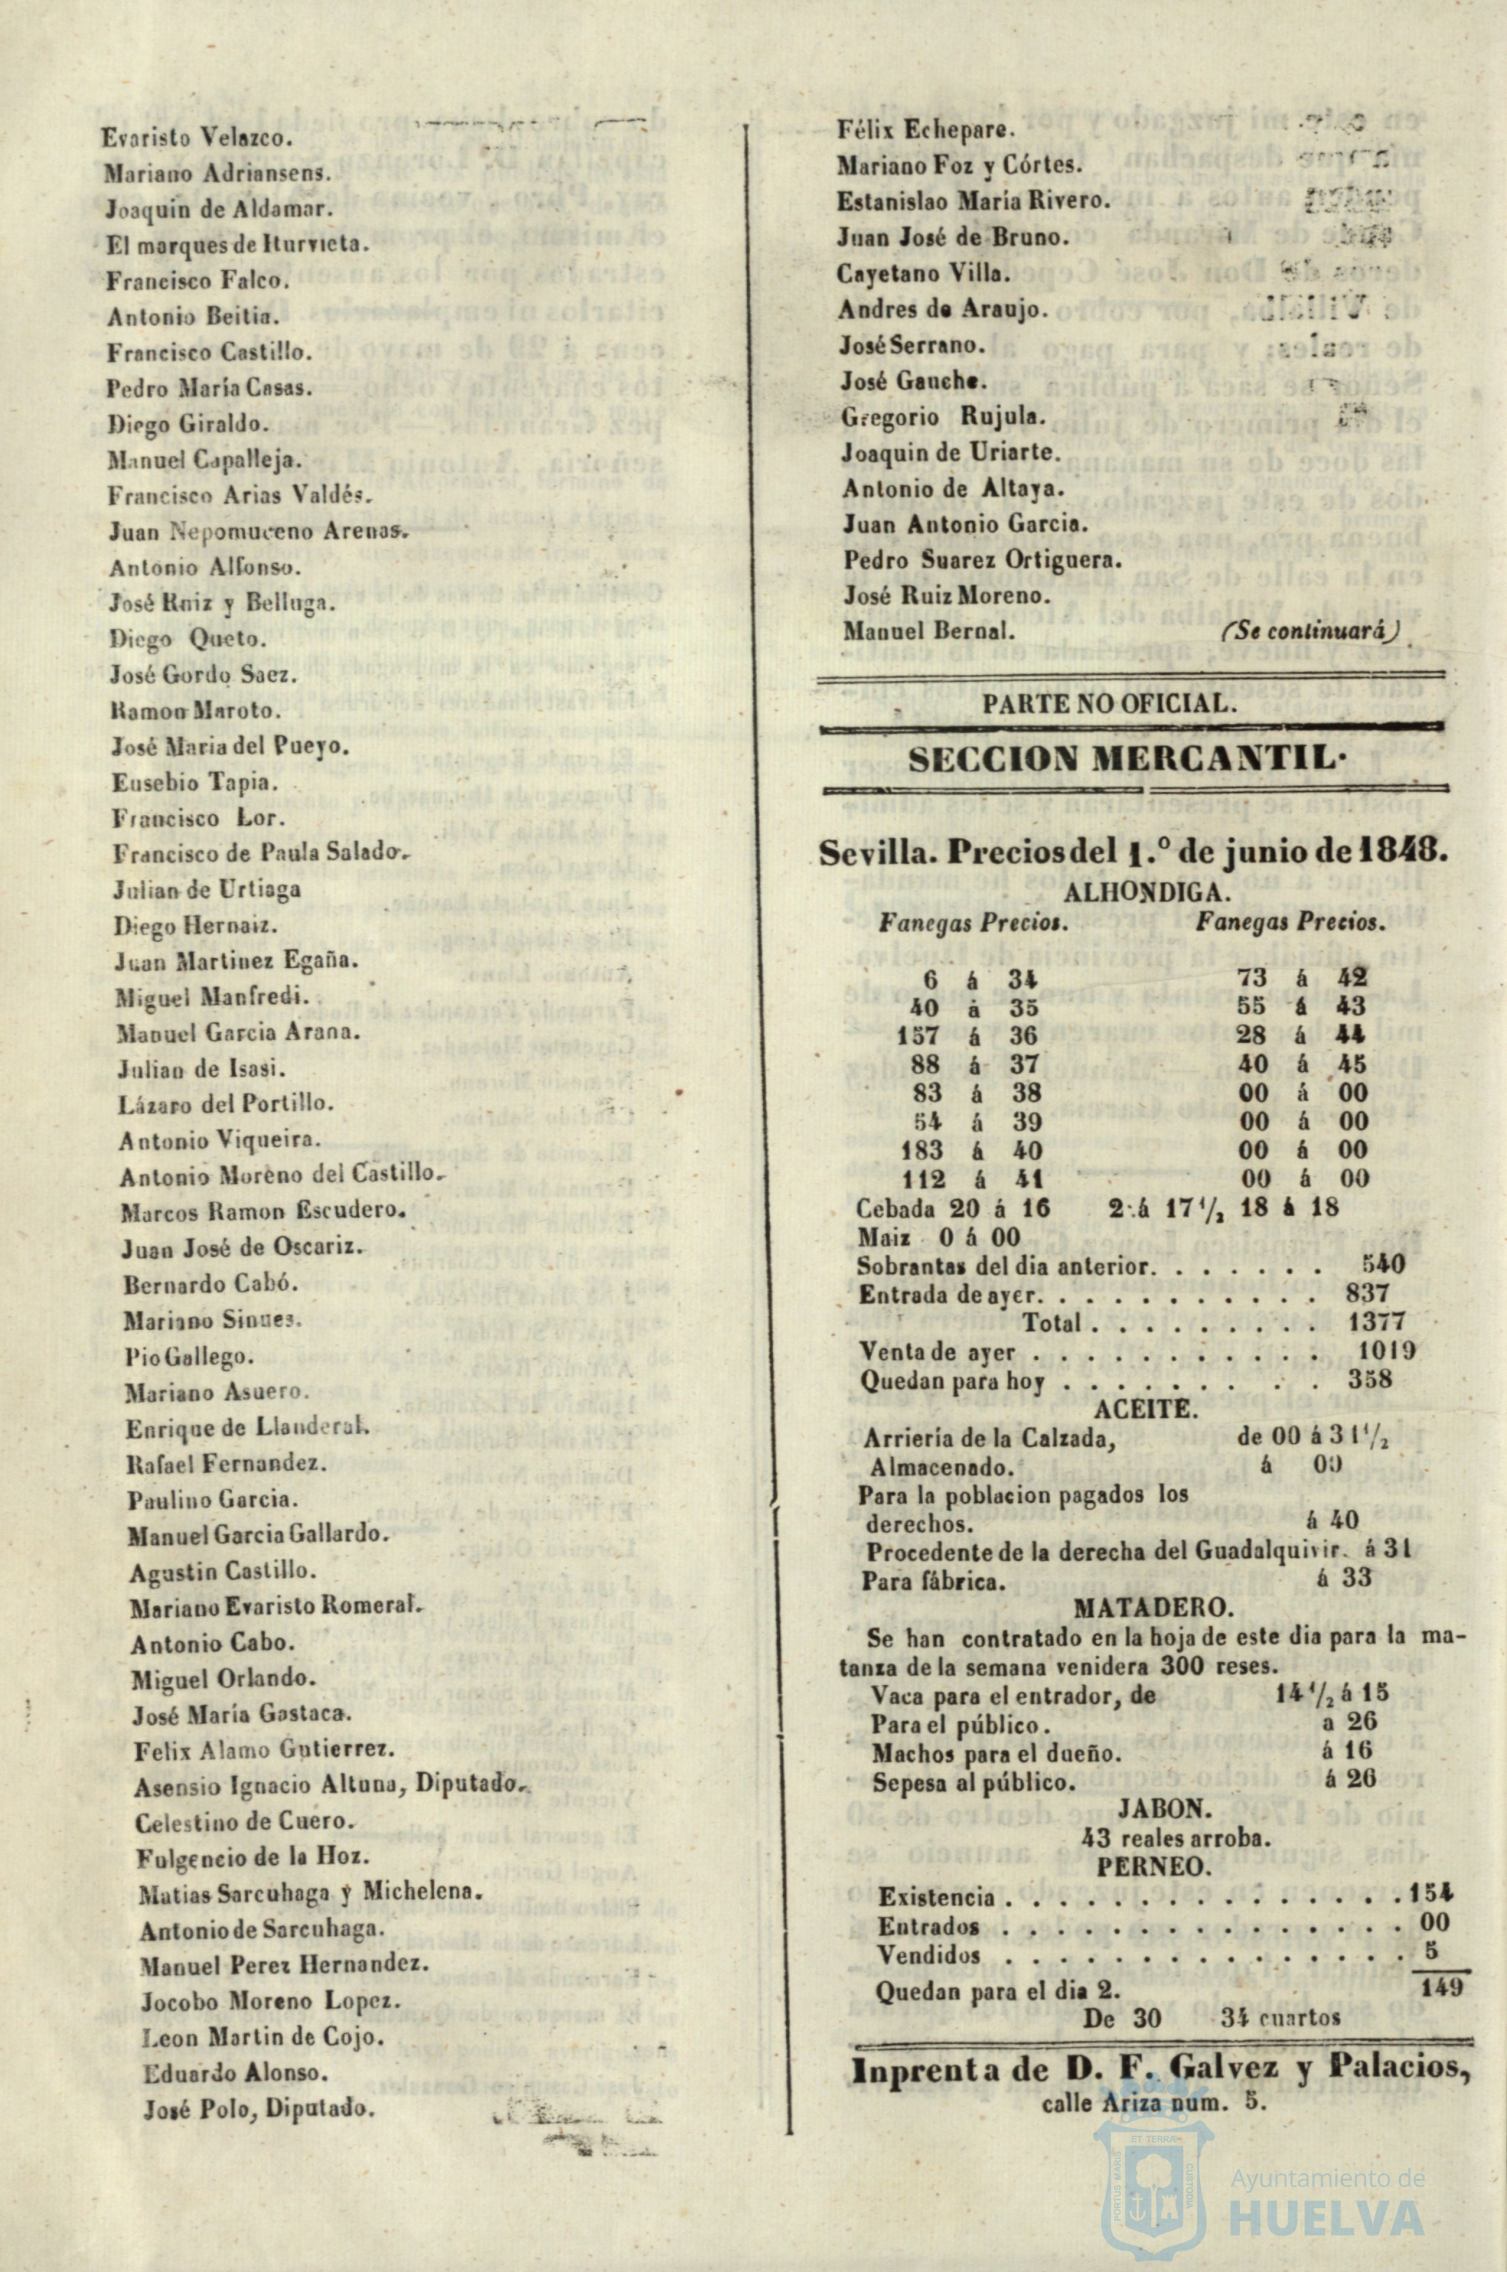 Evaristo Velazco.
Mariano Adriansens.
Joaquin de Aldamar.
El marques de Iturvieta.
Francisco Falco.
Antonio Beitia.
Francisco Castillo.
Pedro María Casas.
Diego Giraldo.
Manuel Capalleja.
Francisco Arias Valdés.
Juan Nepomuceno Arenas.
Antonio Alfonso.
José Ruiz y Belluga.
Diego Queto.
José Gordo Saez.
Ramon Maroto.
José Maria del Pueyo.
Eusebio Tapia.
Francisco Lor.
Francisco de Paula Salado.
Julian de Urtiaga
Diego Hernaiz.
Juan Martinez Egaña.
Miguel Manfredi.
Manuel Garcia Arana.
Julian de Isasi.
Lázaro del Portillo.
Antonio Viqueira.
Antonio Moreno del Castillo.
Marcos Ramon Escudero.
Juan José de Oscariz.
Bernardo Cabó.
Mariano Sinues.
Pio Gallego.
Mariano Asuero.
Enrique de Llanderal.
Rafael Fernandez.
Paulino Garcia.
Manuel Garcia Gallardo.
Agustin Castillo.
Mariano Evaristo Romeral.
Antonio Cabo.
Miguel Orlando.
José María Gastaca.
Felix Alamo Gutierrez.
Asensio Ignacio Altuna, Diputado.
Celestino de Cuero.
Fulgencio de la Hoz.
Matias Sarcuhaga y Michelena.
Antonio de Sarcuhaga.
Manuel Perez Hernandez.
Jocobo Moreno Lopez.
Leon Martin de Cojo.
Eduardo Alonso.
José Polo, Diputado.
Félix Echepare.
Mariano Foz y Córtes.
Estanislao María Rivero.
Juan José de Bruno.
Cayetano Villa.
Andres de Araujo.
José Serrano.
José Gauche.
Gregorio Rujula.
Joaquin de Uriarte.
Antonio de Altaya.
Juan Antonio Garcia.
Pedro Suarez Ortiguera.
José Ruiz Moreno.
Manuel Bernal. (Se continuará)
PARTE NO OFICIAL.
SECCION MERCANTIL.
Sevilla. Precios del 1.º de junio de 1848.
ALHONDIGA.
Fanegas Precios. Fanegas Precios.
6 á 34 73 á 42
40 á 35 55 á 43
157 á 36 28 á 44
88 á 37 40 á 45
83 á 38 00 á 00
54 á 39 00 á 00
183 á 40 00 á 00
112 á 41 00 á 00
Cebada 20 á 16 2 á 17 1/2 18 á 18
Maiz 0 á 00
Sobrantas del dia anterior. . . . . . . 540
Entrada de ayer. . . . . . . . . . . 837
Total . . . . . . . . . 1377
Venta de ayer . . . . . . . . . . . 1019
Quedan para hoy . . . . . . . . . 358
ACEITE.
Arriería de la Calzada, de 00 á 31 1/2
Almacenado. á 00
Para la poblacion pagados los
derechos. á 40
Procedente de la derecha del Guadalquivir. á 31
Para fábrica. á 33
MATADERO.
Se han contratado en la hoja de este dia para la ma-
tanza de la semana venidera 300 reses.
Vaca para el entrador, de 14 1/2 á 15
Para el público. a 26
Machos para el dueño. á 16
Sepesa al público. á 26
JABON.
43 reales arroba.
PERNEO.
Existencia . . . . . . . . . . . . . . . 154
Entrados . . . . . . . . . . . . . . . 00
Vendidos . . . . . . . . . . . . . . . 5
Quedan para el dia 2. 149
De 30 34 cuartos
Inprenta de D. F. Galvez y Palacios,
calle Ariza num. 5.
PORTUS MARIS
ET TERRÆ
CUSTODIA
Ayuntamiento de
HUELVA